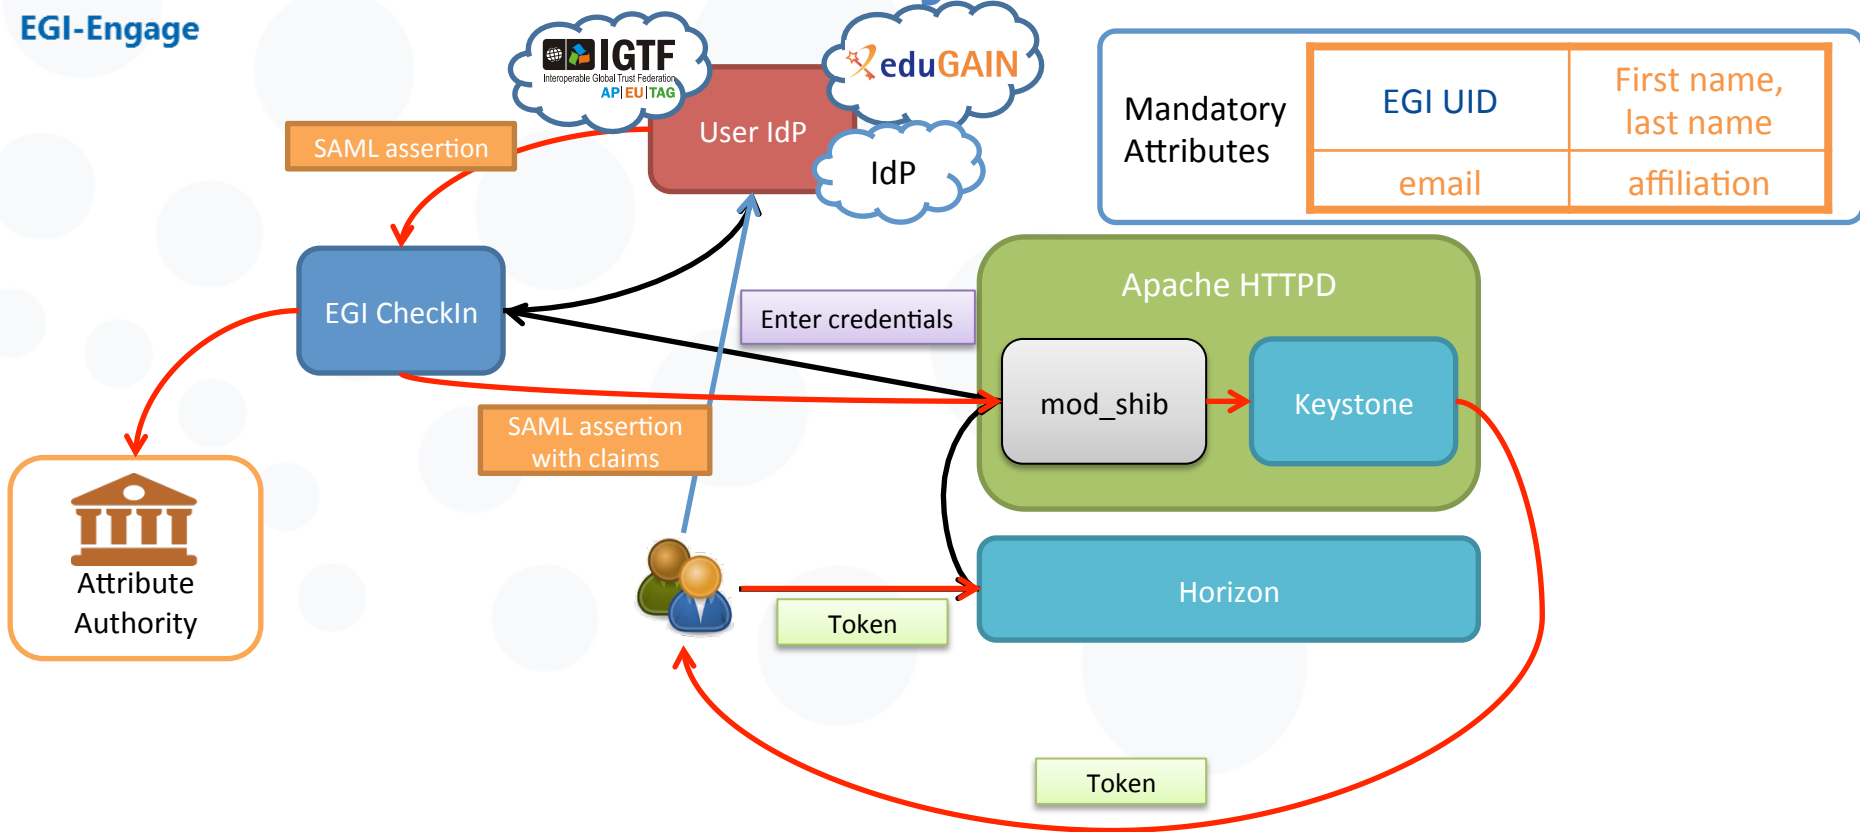 EGI-Engage
IGTF
Interoperable Global Trust Federation
AP|EU|TAG
eduGAIN
User IdP
IdP
SAML assertion
Mandatory
Attributes
EGI UID
First name,
last name
email
affiliation
EGI CheckIn
Enter credentials
Apache HTTPD
mod_shib
Keystone
SAML assertion
with claims
Attribute
Authority
Horizon
Token
Token